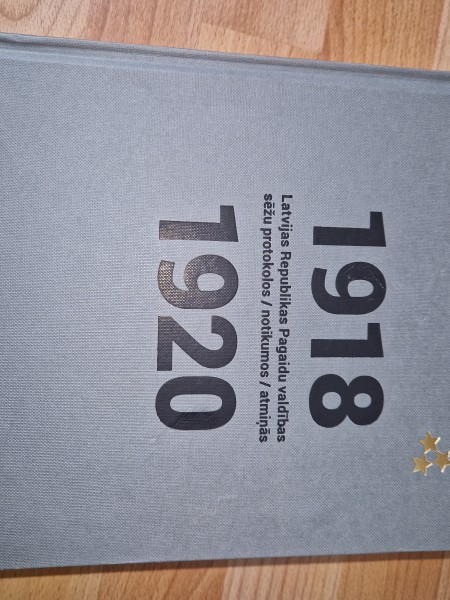 1918
Latvijas Republikas Pagaidu valdības
sēžu protokolos / notikumos / atmiņās
1920